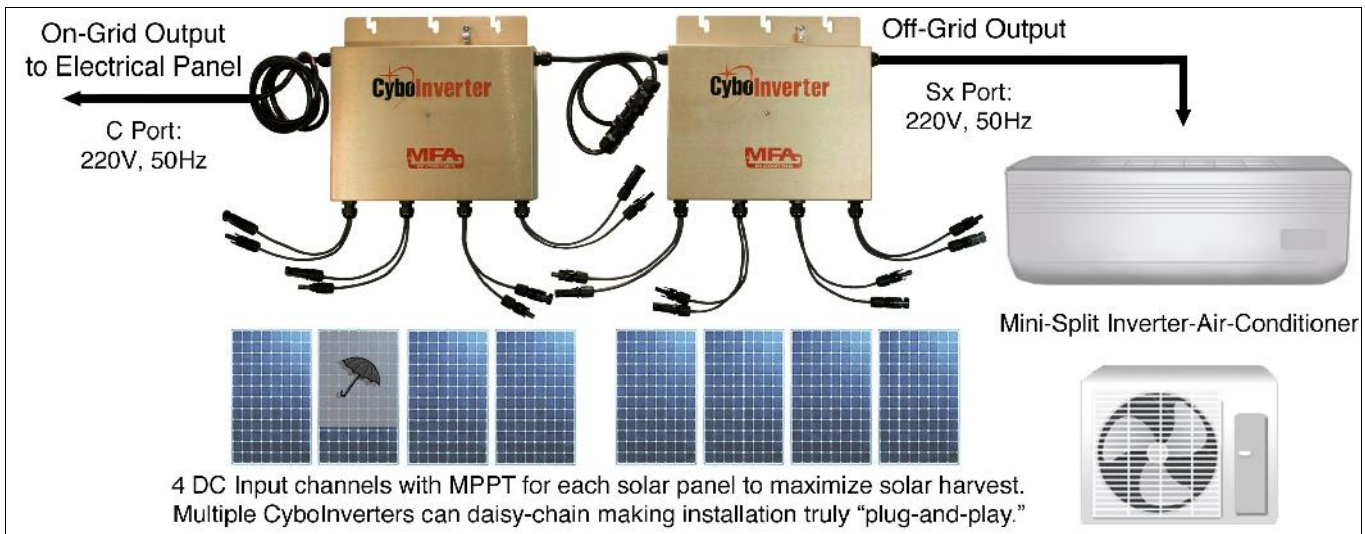 On-Grid Output
to Electrical Panel
C Port:
220V, 50Hz
CyboInverter
MFA
CyboInverter
MFA
Off-Grid Output
Sx Port:
220V, 50Hz
Mini-Split Inverter-Air-Conditioner
4 DC Input channels with MPPT for each solar panel to maximize solar harvest.
Multiple CyboInverters can daisy-chain making installation truly “plug-and-play.”